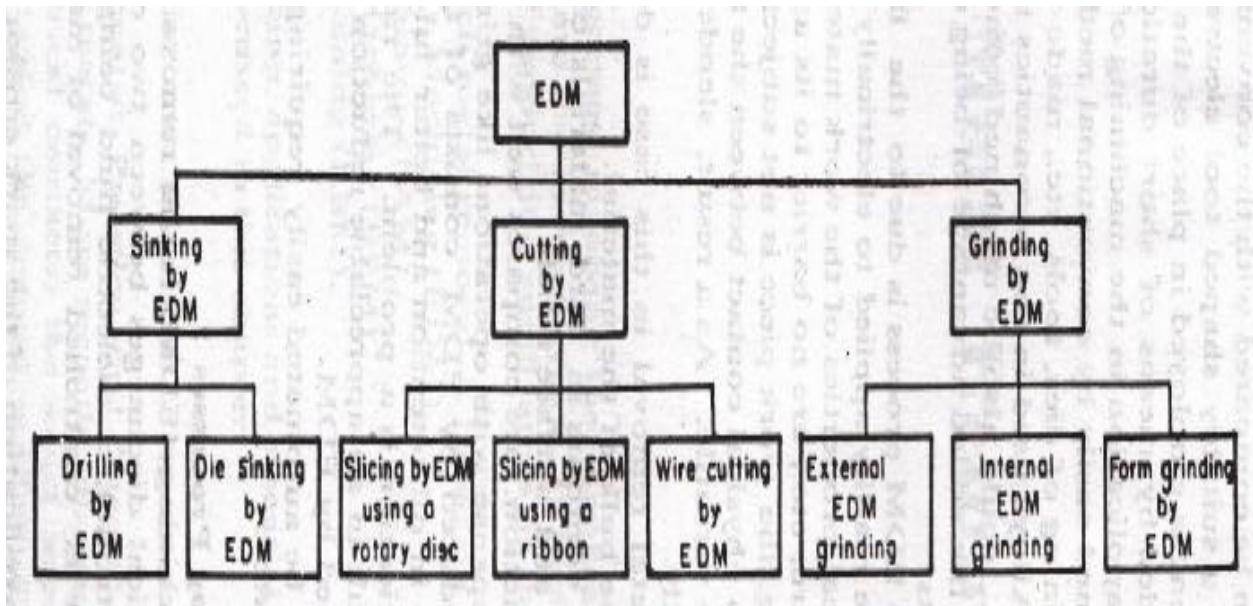 EDM
Sinking
by
EDM
Cutting
by
EDM
Grinding
by
EDM
Drilling
by
EDM
Die sinking
by
EDM
Slicing by EDM
using a
rotary disc
Slicing by EDM
using a
ribbon
Wire cutting
by
EDM
External
EDM
grinding
Internal
EDM
grinding
Form grinding
by
EDM